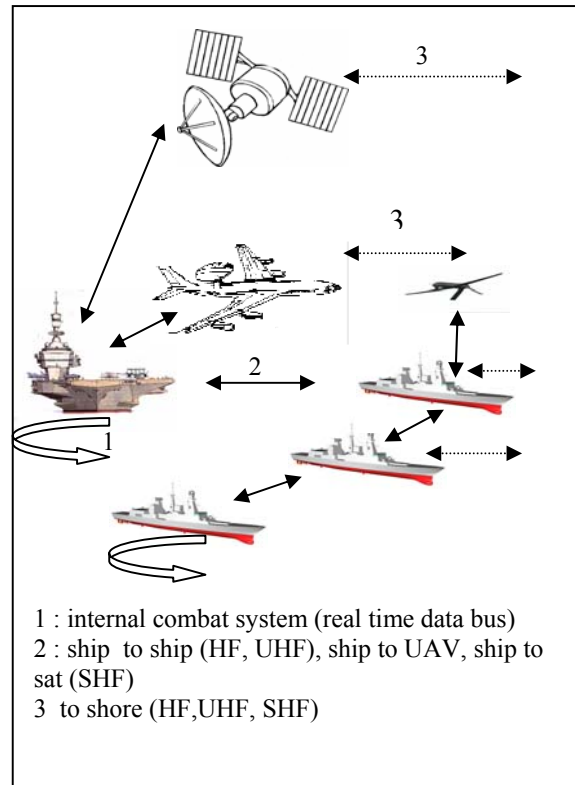 3
3
2
1
1 : internal combat system (real time data bus)
2 : ship to ship (HF, UHF), ship to UAV, ship to
sat (SHF)
3 to shore (HF,UHF, SHF)